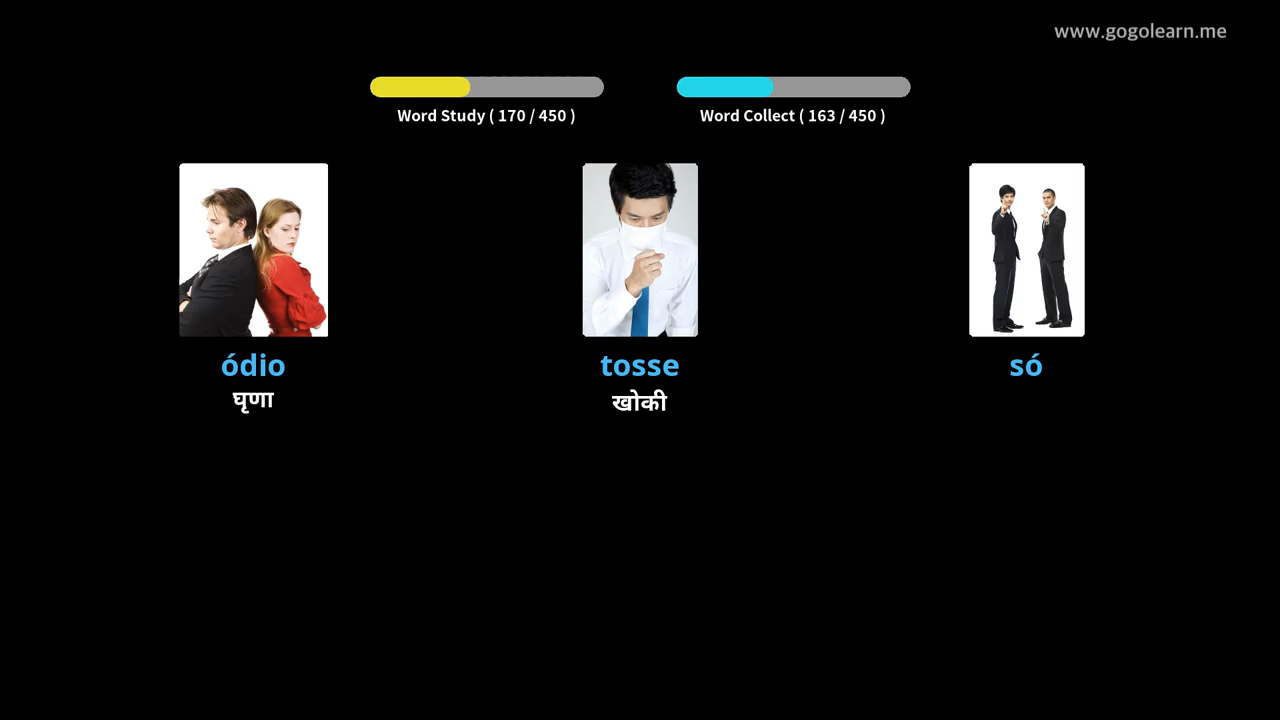 www.gogolearn.me
Word Study ( 170 / 450 )
Word Collect ( 163 / 450 )
ódio
घृणा
tosse
खोकी
só